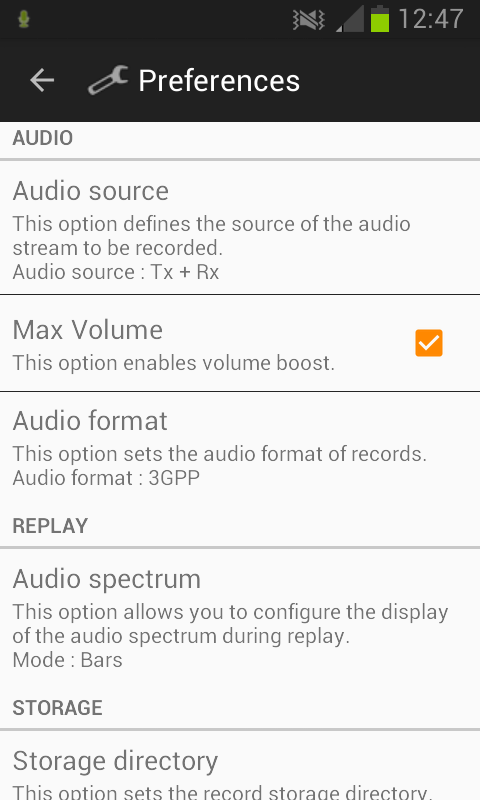 12:47
Preferences
AUDIO
Audio source
This option defines the source of the audio
stream to be recorded.
Audio source : Tx + Rx
Max Volume
This option enables volume boost.
Audio format
This option sets the audio format of records.
Audio format : 3GPP
REPLAY
Audio spectrum
This option allows you to configure the display
of the audio spectrum during replay.
Mode : Bars
STORAGE
Storage directory
This option sets the record storage directory.